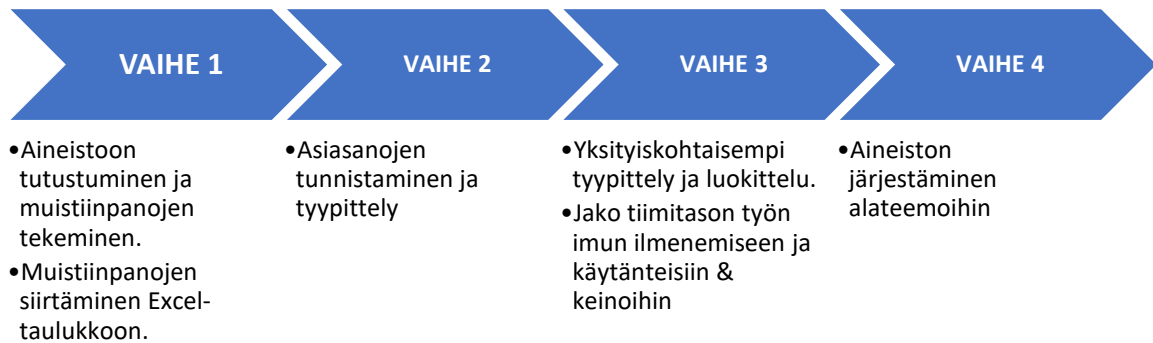 VAIHE 1
•Aineistoon
tutustuminen ja
muistiinpanojen
tekeminen.
•Muistiinpanojen
siirtäminen Excel-
taulukkoon.
VAIHE 2
•Asiasanojen
tunnistaminen ja
tyypittely
VAIHE 3
•Yksityiskohtaisempi
tyypittely ja luokittelu.
•Jako tiimitason työn
imun ilmenemiseen ja
käytänteisiin &
keinoihin
VAIHE 4
•Aineiston
järjestäminen
alateemoihin